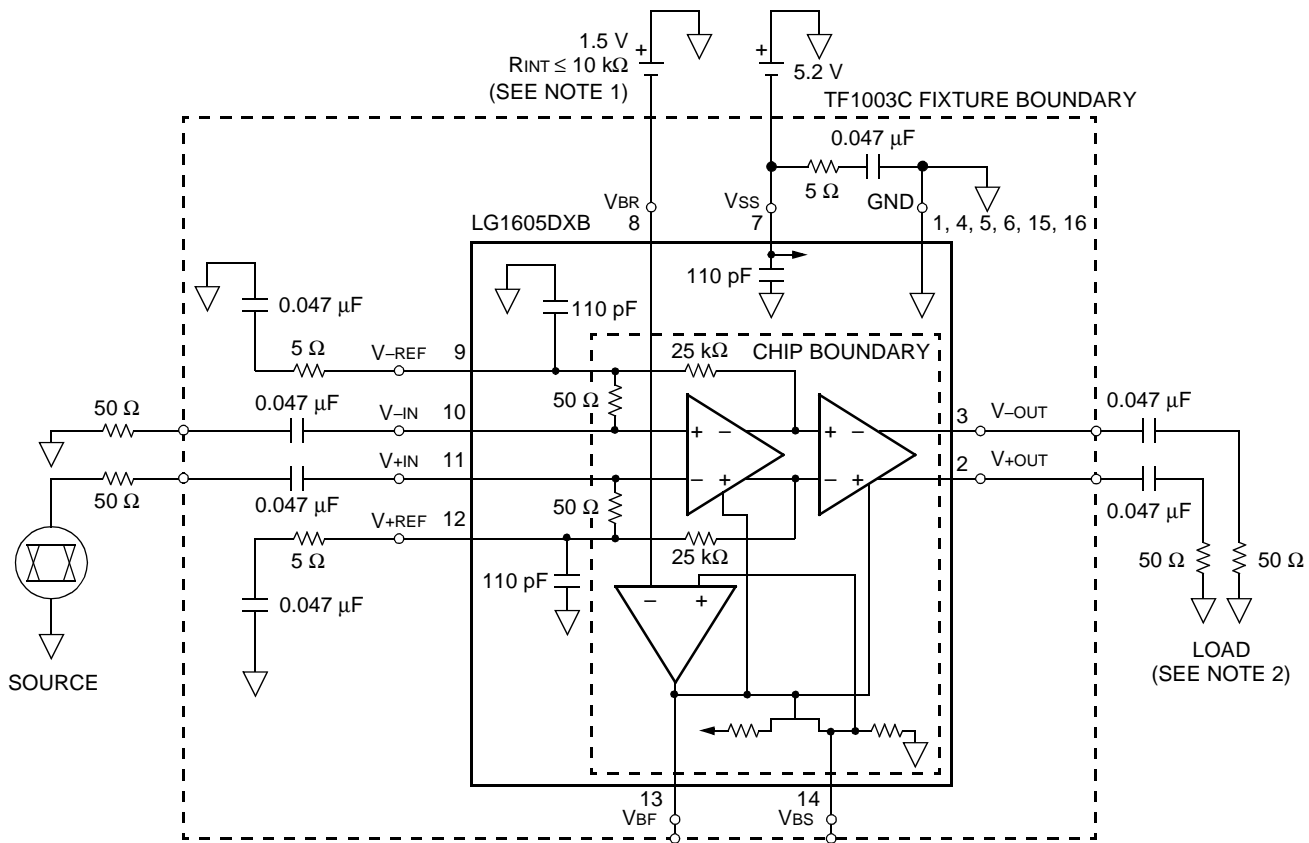 1.5 V
RINT ≤ 10 kΩ
(SEE NOTE 1)
+
+
5.2 V
TF1003C FIXTURE BOUNDARY
0.047 μF
5 Ω
VBR
8
VSS
7
GND
1, 4, 5, 6, 15, 16
LG1605DXB
110 pF
0.047 μF
110 pF
5 Ω
V–REF
9
25 kΩ
CHIP BOUNDARY
50 Ω
0.047 μF
V–IN
10
50 Ω
+
–
+
–
3
V–OUT
0.047 μF
V+IN
11
–
+
–
+
2
V+OUT
50 Ω
0.047 μF
50 Ω
0.047 μF
V+REF
12
5 Ω
25 kΩ
50 Ω
50 Ω
110 pF
–
+
0.047 μF
SOURCE
LOAD
(SEE NOTE 2)
13
VBF
14
VBS